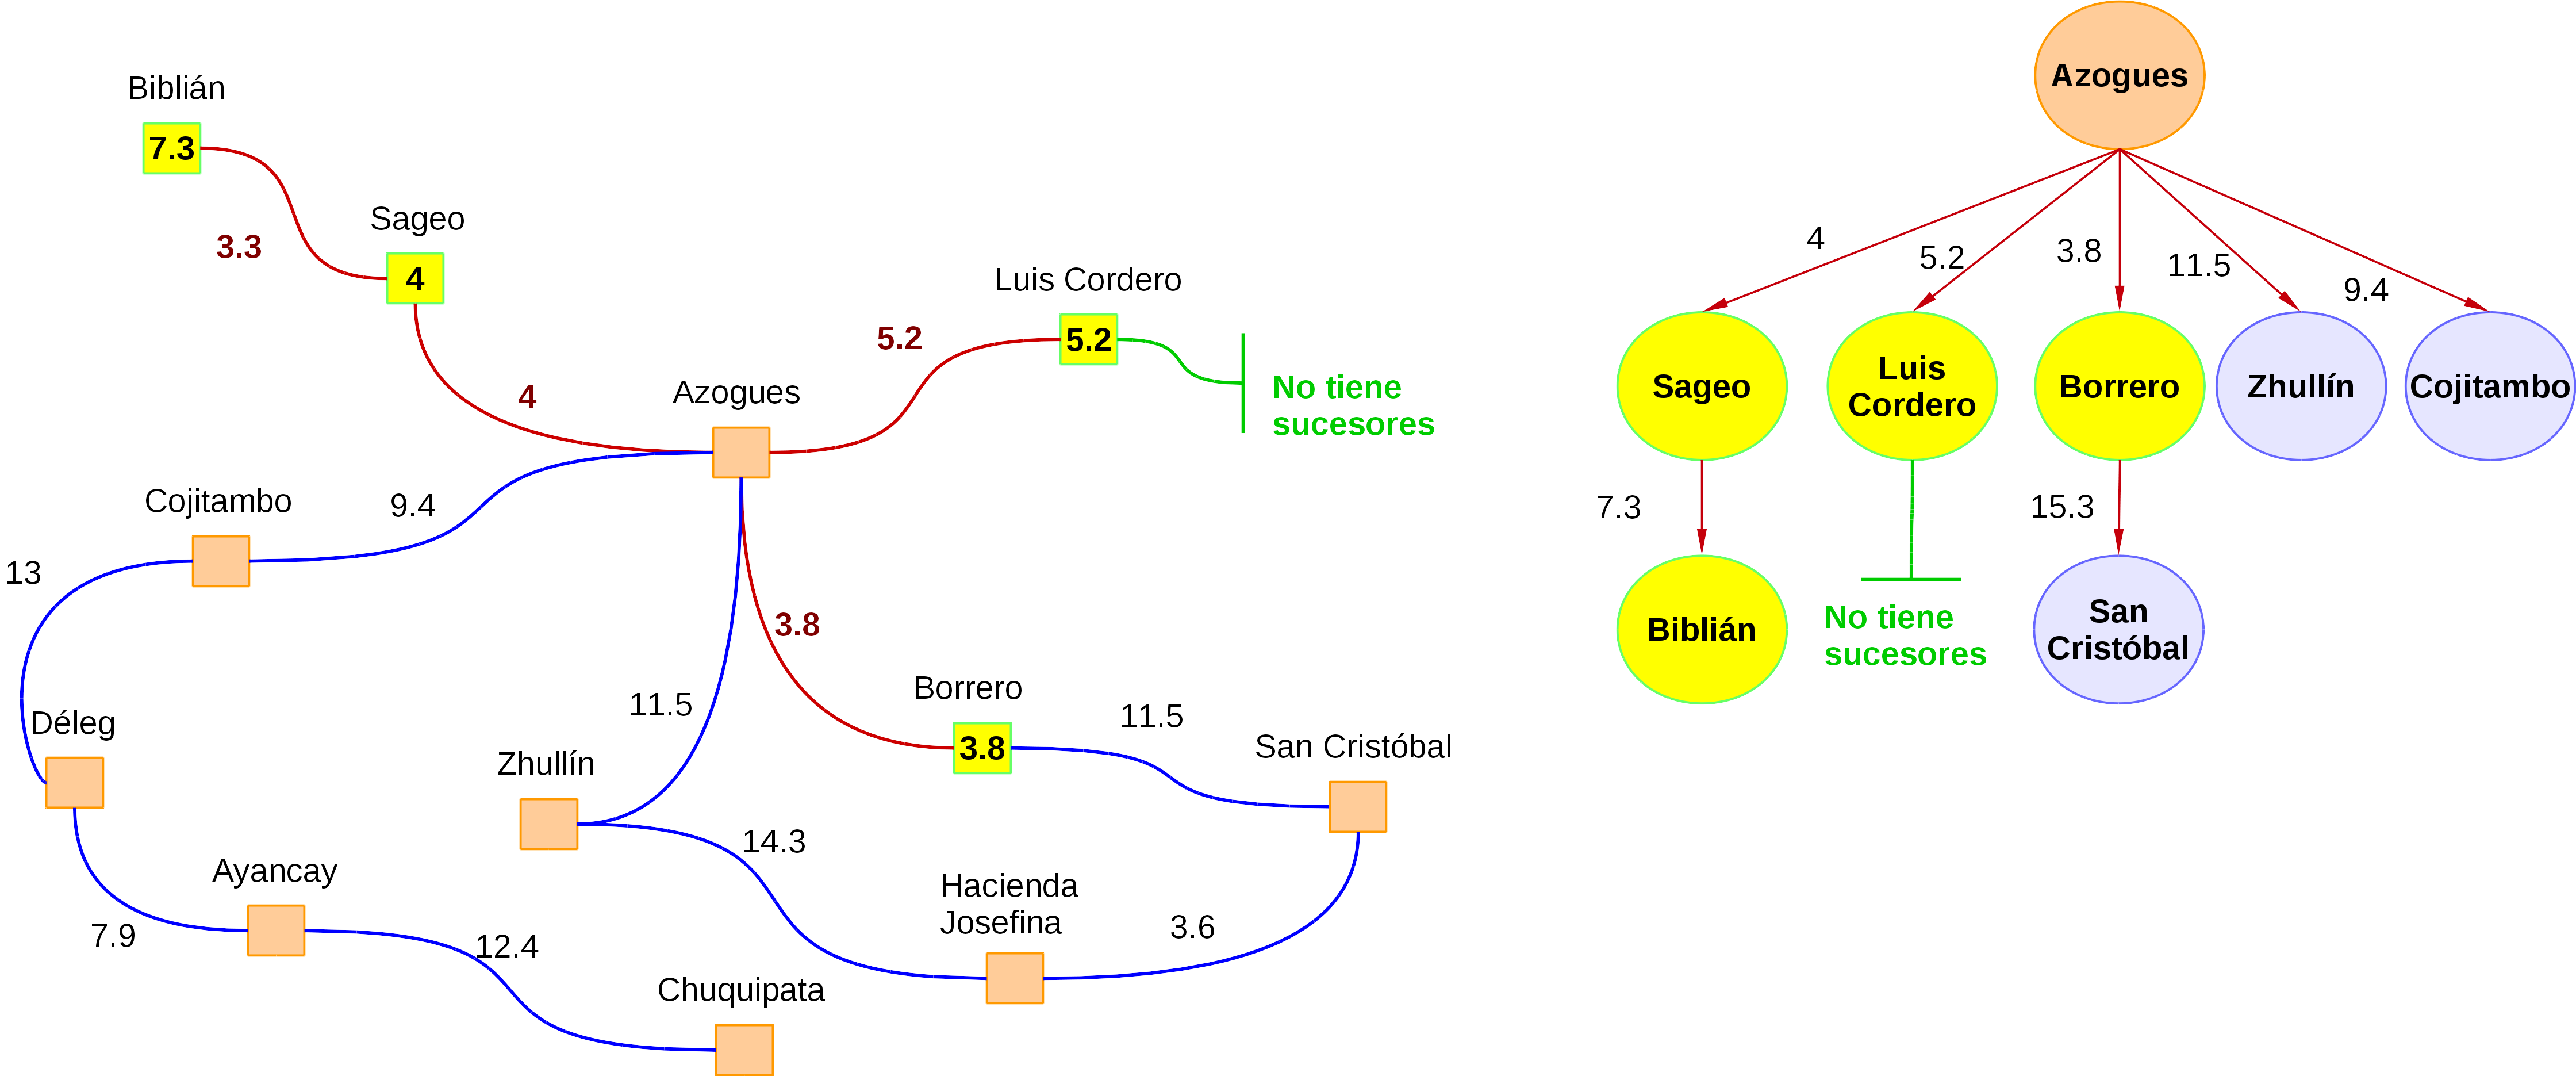 Biblián
7.3
3.3
Sageo
4
4
Luis Cordero
5.2
5.2
No tiene
sucesores
Azogues
Cojitambo
9.4
13
3.8
Déleg
11.5
Borrero
3.8
11.5
San Cristóbal
Zhullín
14.3
Ayancay
7.9
12.4
Hacienda
Josefina
3.6
Chuquipata
Azogues
4
5.2
3.8
11.5
9.4
Sageo
Luis
Cordero
Borrero
Zhullín
Cojitambo
7.3
15.3
Biblián
No tiene
sucesores
San
Cristóbal